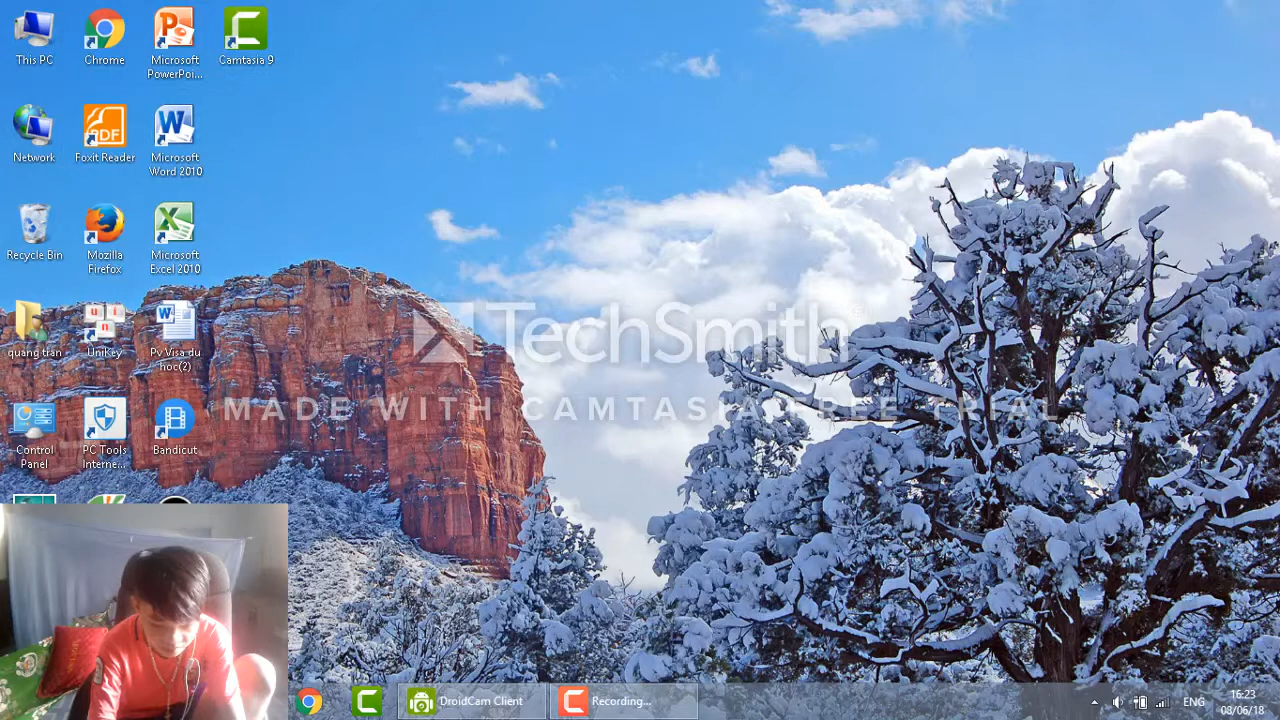 This PC
Chrome
Microsoft
PowerPoi...
Camtasia 9
Network
Foxit Reader
Microsoft
Word 2010
Recycle Bin
Mozilla
Firefox
Microsoft
Excel 2010
quang tran
UniKey
Pv Visa du
hoc(2)
Control
Panel
PC Tools
Interne...
Bandicut
TechSmith
MADE WITH CAMTASIA FREE TRIAL
DroidCam Client
Recording...
ENG
16:23
03/06/18